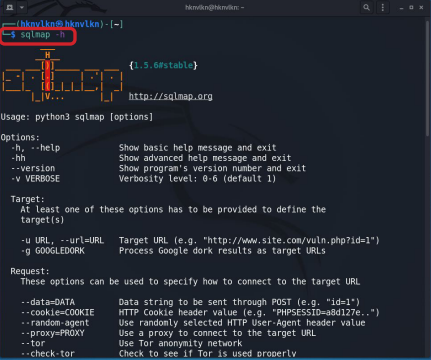 hknvlkn@hknvlkn: ~
┌──(hknvlkn㉿hknvlkn)-[~]
└─$ sqlmap -h
{1.5.6#stable}
http://sqlmap.org
Usage: python3 sqlmap [options]
Options:
-h, --help Show basic help message and exit
-hh Show advanced help message and exit
--version Show program's version number and exit
-v VERBOSE Verbosity level: 0-6 (default 1)
Target:
At least one of these options has to be provided to define the
target(s)
-u URL, --url=URL Target URL (e.g. "http://www.site.com/vuln.php?id=1")
-g GOOGLEDORK Process Google dork results as target URLs
Request:
These options can be used to specify how to connect to the target URL
--data=DATA Data string to be sent through POST (e.g. "id=1")
--cookie=COOKIE HTTP Cookie header value (e.g. "PHPSESSID=a8d127e..")
--random-agent Use randomly selected HTTP User-Agent header value
--proxy=PROXY Use a proxy to connect to the target URL
--tor Use Tor anonymity network
--check-tor Check to see if Tor is used properly